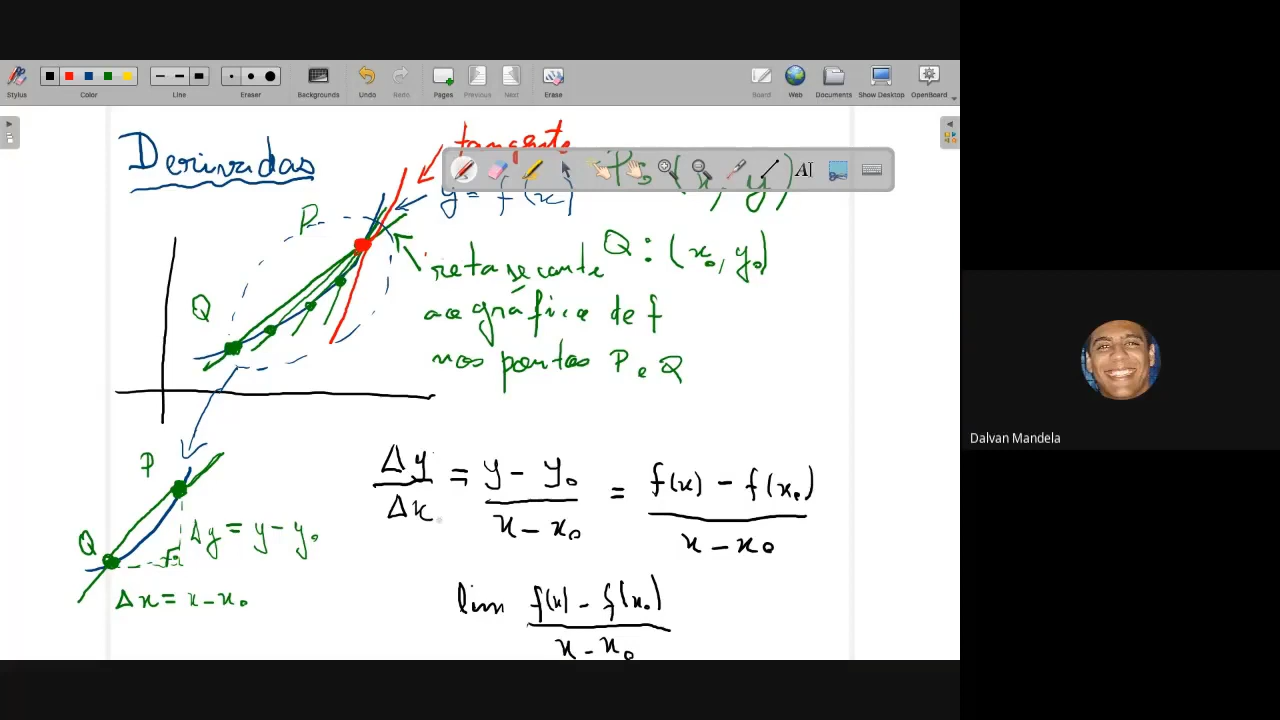 Stylus Color Line Eraser Backgrounds Undo Redo Pages Previous Next Erase Board Web Documents Show Desktop OpenBoard
Derivadas
tangente
y = f(x)
P: (x, y)
Q: (x₀, y₀)
reta secante
ao gráfico de f
nos pontos P e Q
P
Q
P
Q
Δy = y - y₀
Δx = x - x₀
Δy/Δx = (y - y₀)/(x - x₀) = (f(x) - f(x₀))/(x - x₀)
lim (f(x) - f(x₀))/(x - x₀)
AI
Dalvan Mandela